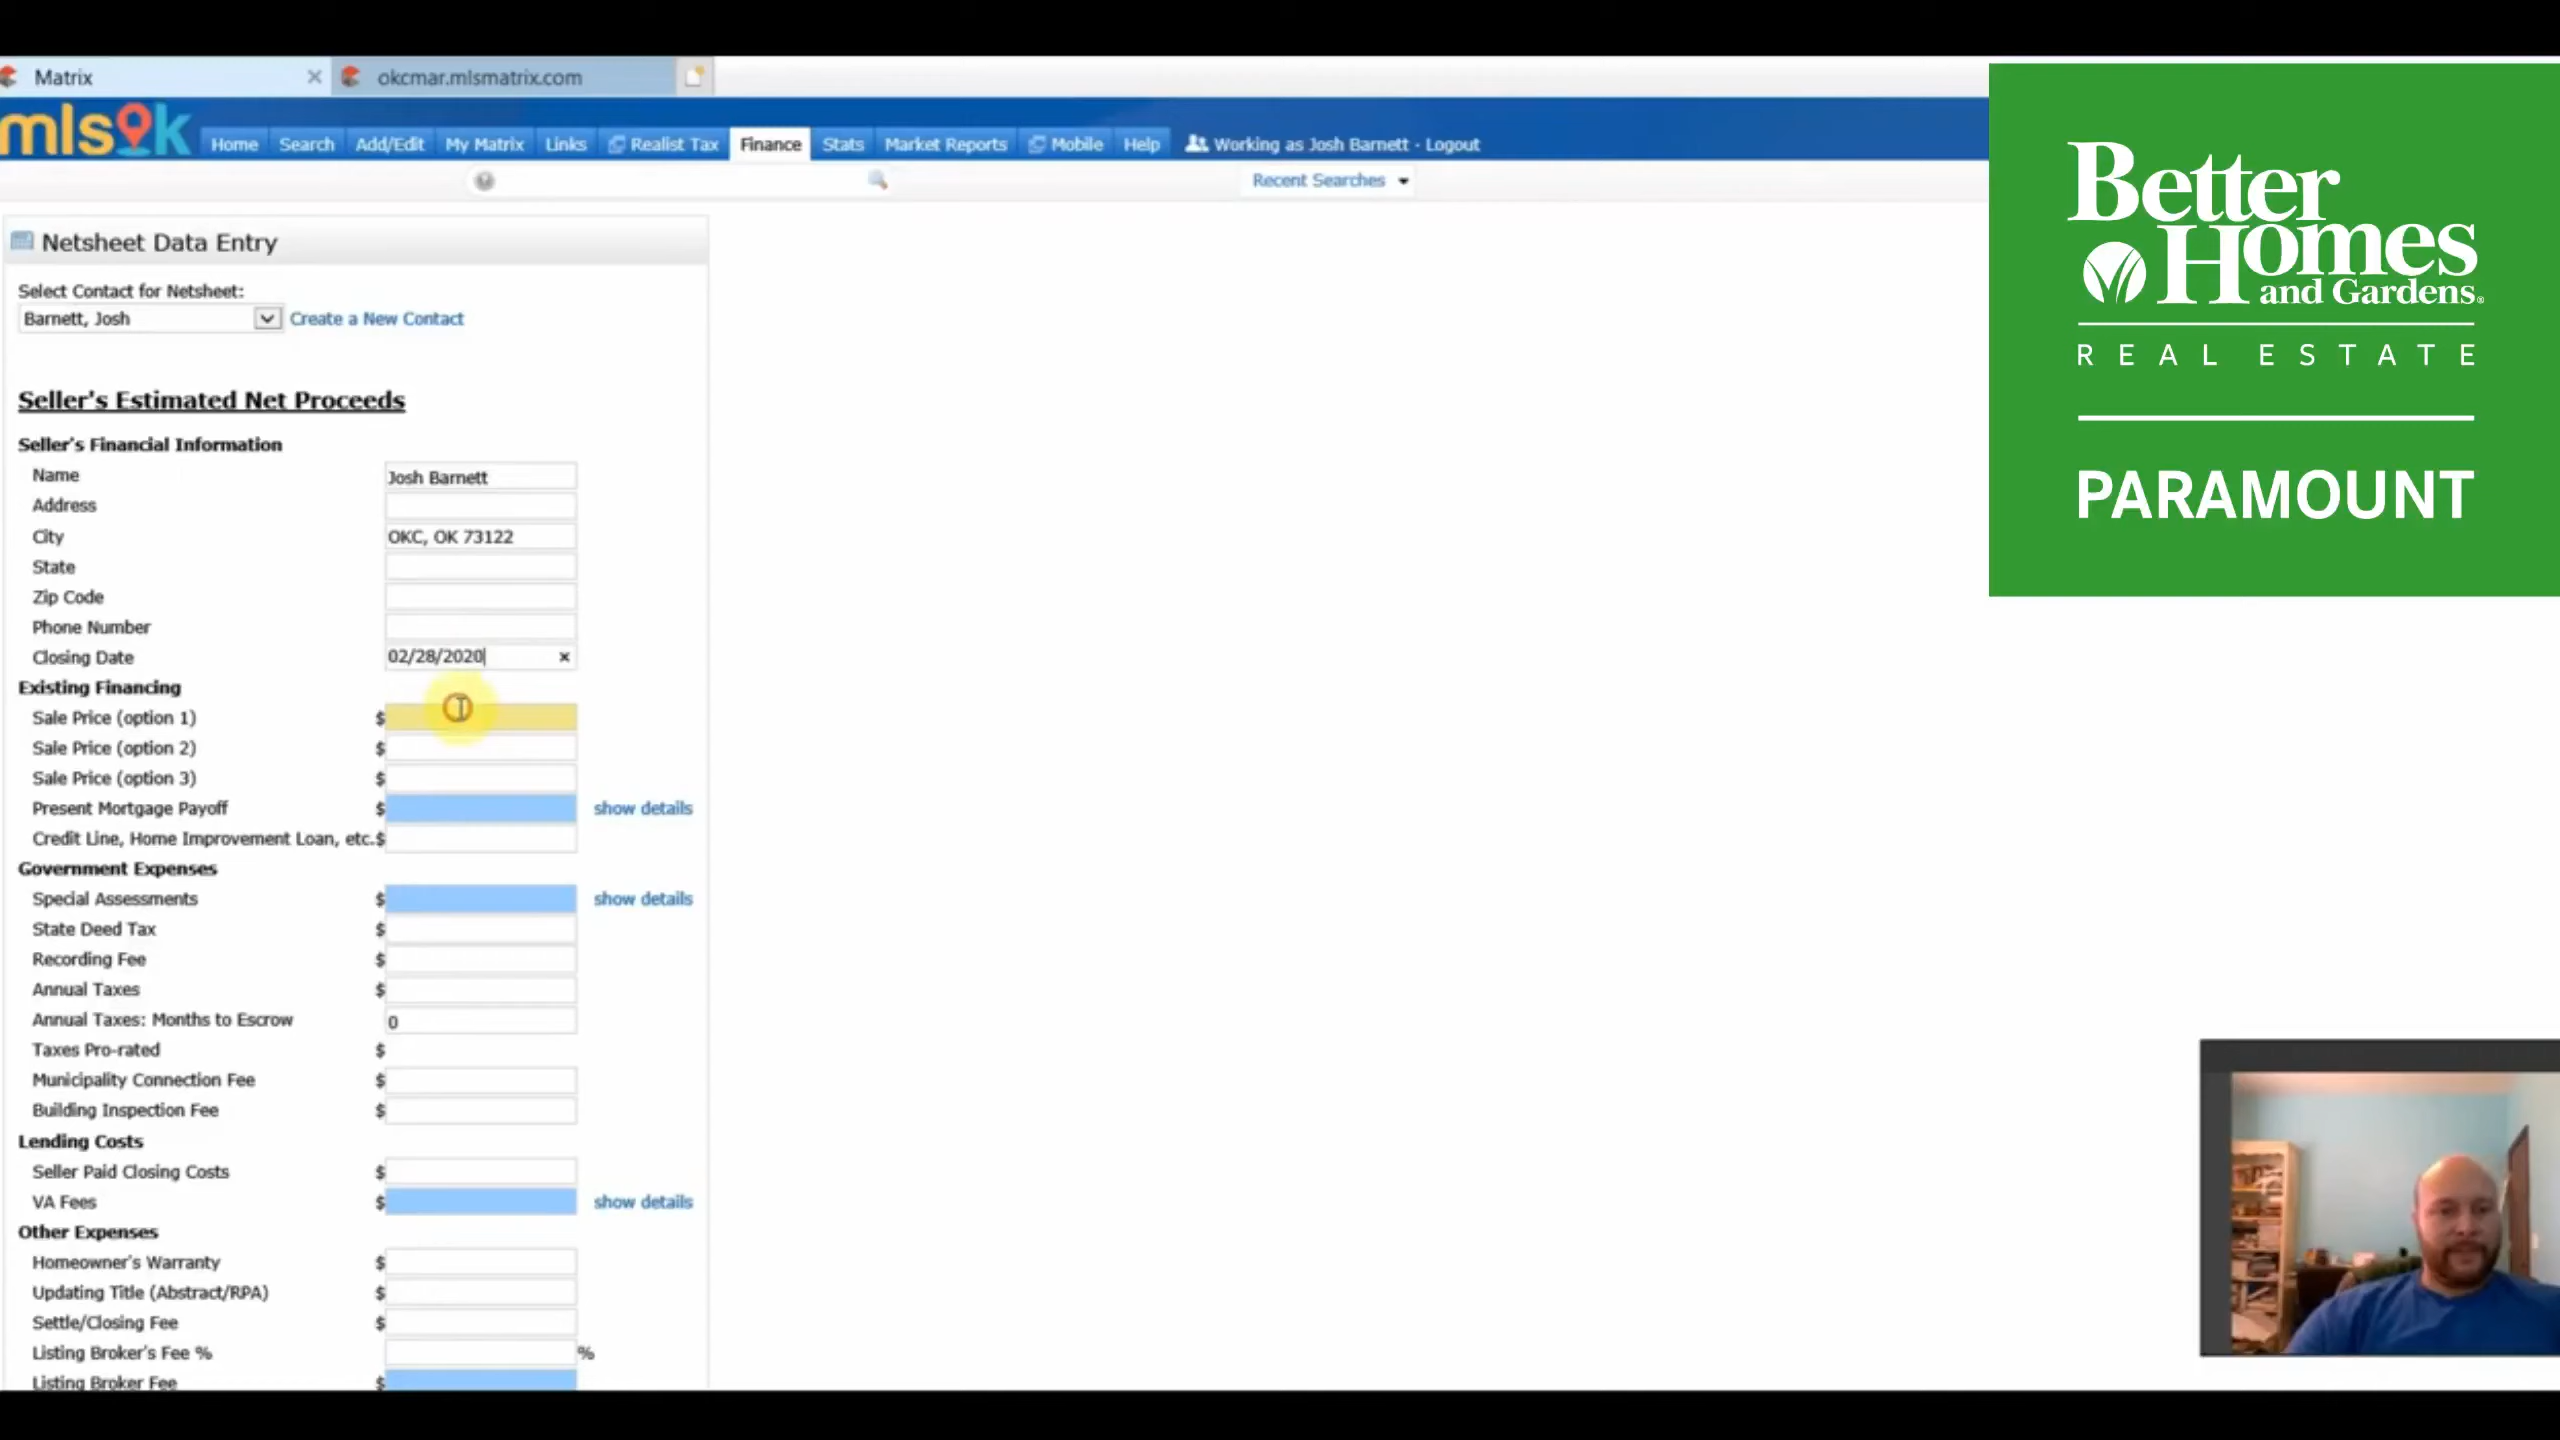 Matrix
okcmar.mlsmatrix.com
mlsok
Home Search Add/Edit My Matrix Links Realist Tax Finance Stats Market Reports Mobile Help Working as Josh Barnett - Logout
Recent Searches
Better
Homes
and Gardens®
REAL ESTATE
PARAMOUNT
Netsheet Data Entry
Select Contact for Netsheet:
Barnett, Josh Create a New Contact
Seller's Estimated Net Proceeds
Seller's Financial Information
Name Josh Barnett
Address
City OKC, OK 73122
State
Zip Code
Phone Number
Closing Date 02/28/2020 ×
Existing Financing
Sale Price (option 1) $
Sale Price (option 2) $
Sale Price (option 3) $
Present Mortgage Payoff $ show details
Credit Line, Home Improvement Loan, etc. $
Government Expenses
Special Assessments $ show details
State Deed Tax $
Recording Fee $
Annual Taxes $
Annual Taxes: Months to Escrow 0
Taxes Pro-rated $
Municipality Connection Fee $
Building Inspection Fee $
Lending Costs
Seller Paid Closing Costs $
VA Fees $ show details
Other Expenses
Homeowner's Warranty $
Updating Title (Abstract/RPA) $
Settle/Closing Fee $
Listing Broker's Fee % %
Listing Broker Fee $